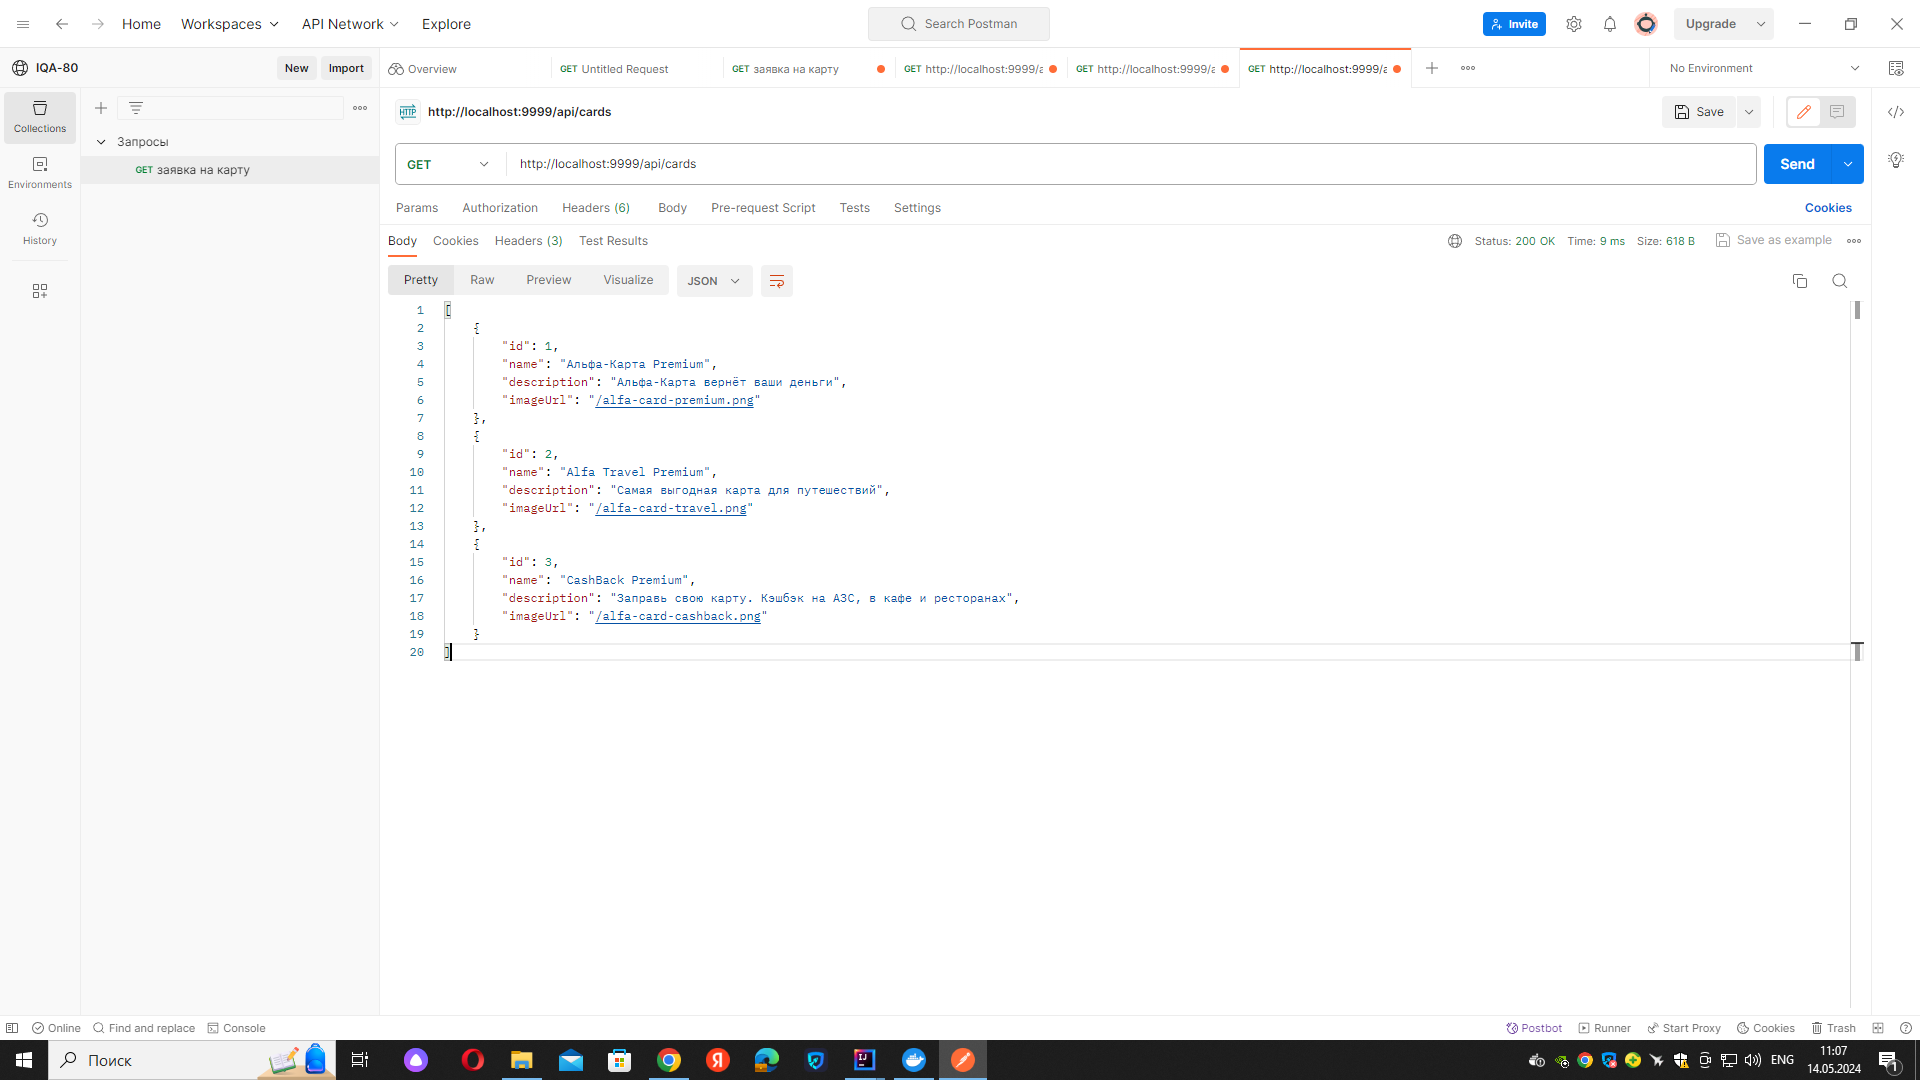 Home Workspaces API Network Explore Search Postman Invite Upgrade
IQA-80 New Import Overview GET Untitled Request GET заявка на карту GET http://localhost:9999/a GET http://localhost:9999/a GET http://localhost:9999/a No Environment
Collections
Environments
History
Запросы
GET заявка на карту
HTTP http://localhost:9999/api/cards Save
GET http://localhost:9999/api/cards Send
Params Authorization Headers (6) Body Pre-request Script Tests Settings Cookies
Body Cookies Headers (3) Test Results Status: 200 OK Time: 9 ms Size: 618 B Save as example
Pretty Raw Preview Visualize JSON
1 [
2 {
3 "id": 1,
4 "name": "Альфа-Карта Premium",
5 "description": "Альфа-Карта вернёт ваши деньги",
6 "imageUrl": "/alfa-card-premium.png"
7 },
8 {
9 "id": 2,
10 "name": "Alfa Travel Premium",
11 "description": "Самая выгодная карта для путешествий",
12 "imageUrl": "/alfa-card-travel.png"
13 },
14 {
15 "id": 3,
16 "name": "CashBack Premium",
17 "description": "Заправь свою карту. Кэшбэк на АЗС, в кафе и ресторанах",
18 "imageUrl": "/alfa-card-cashback.png"
19 }
20 ]
Online Find and replace Console Postbot Runner Start Proxy Cookies Trash
Поиск ENG 11:07
14.05.2024 1